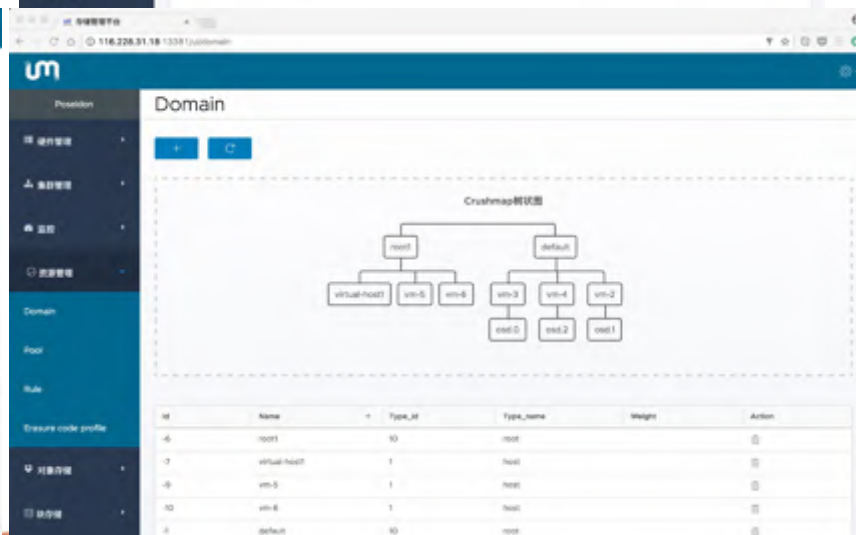 存储管理平台
116.228.31.18:13381/ui/domain
um
Poseidon
Domain
硬件管理
集群管理
监控
资源管理
Domain
Pool
Rule
Erasure code profile
对象存储
块存储
Crushmap树状图
root1 default
virtual-host1 vm-5 vm-6 vm-3 vm-4 vm-2
osd.0 osd.2 osd.1
Id Name Type_id Type_name Weight Action
-6 root1 10 root
-7 virtual-host1 1 host
-9 vm-5 1 host
-10 vm-6 1 host
-1 default 10 root